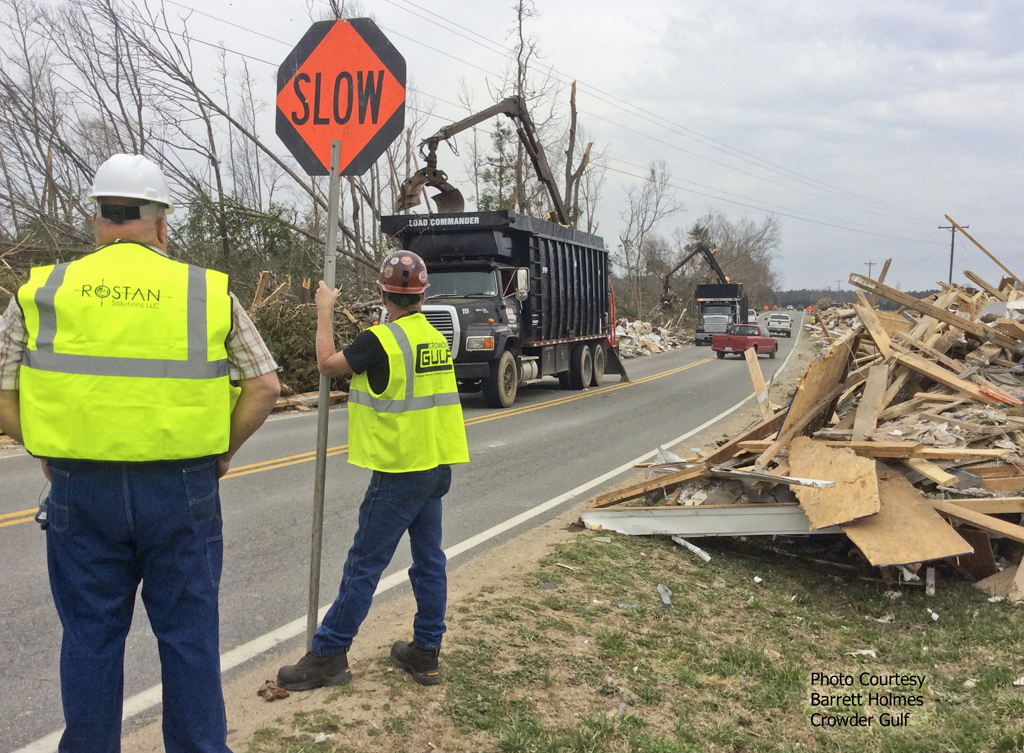 SLOW
LOAD COMMANDER
ROSTAN
Solutions LLC
CROWDER
GULF
Photo Courtesy
Barrett Holmes
Crowder Gulf